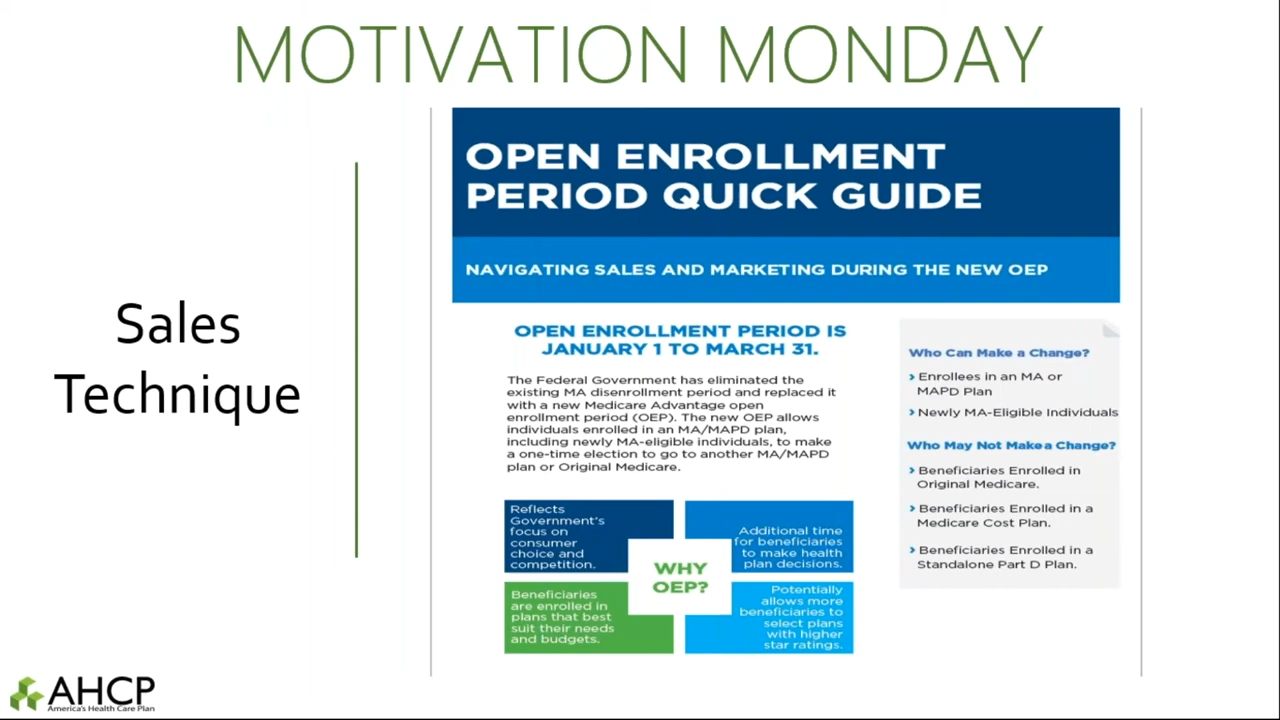 MOTIVATION MONDAY
Sales
Technique
OPEN ENROLLMENT
PERIOD QUICK GUIDE
NAVIGATING SALES AND MARKETING DURING THE NEW OEP
OPEN ENROLLMENT PERIOD IS
JANUARY 1 TO MARCH 31.
The Federal Government has eliminated the
existing MA disenrollment period and replaced it
with a new Medicare Advantage open
enrollment period (OEP). The new OEP allows
individuals enrolled in an MA/MAPD plan,
including newly MA-eligible individuals, to make
a one-time election to go to another MA/MAPD
plan or Original Medicare.
Reflects
Government's
focus on
consumer
choice and
competition.
Additional time
for beneficiaries
to make health
plan decisions.
WHY
OEP?
Beneficiaries
are enrolled in
plans that best
suit their needs
and budgets.
Potentially
allows more
beneficiaries to
select plans
with higher
star ratings.
Who Can Make a Change?
› Enrollees in an MA or
MAPD Plan
› Newly MA-Eligible Individuals
Who May Not Make a Change?
› Beneficiaries Enrolled in
Original Medicare.
› Beneficiaries Enrolled in a
Medicare Cost Plan.
› Beneficiaries Enrolled in a
Standalone Part D Plan.
AHCP
America's Health Care Plan